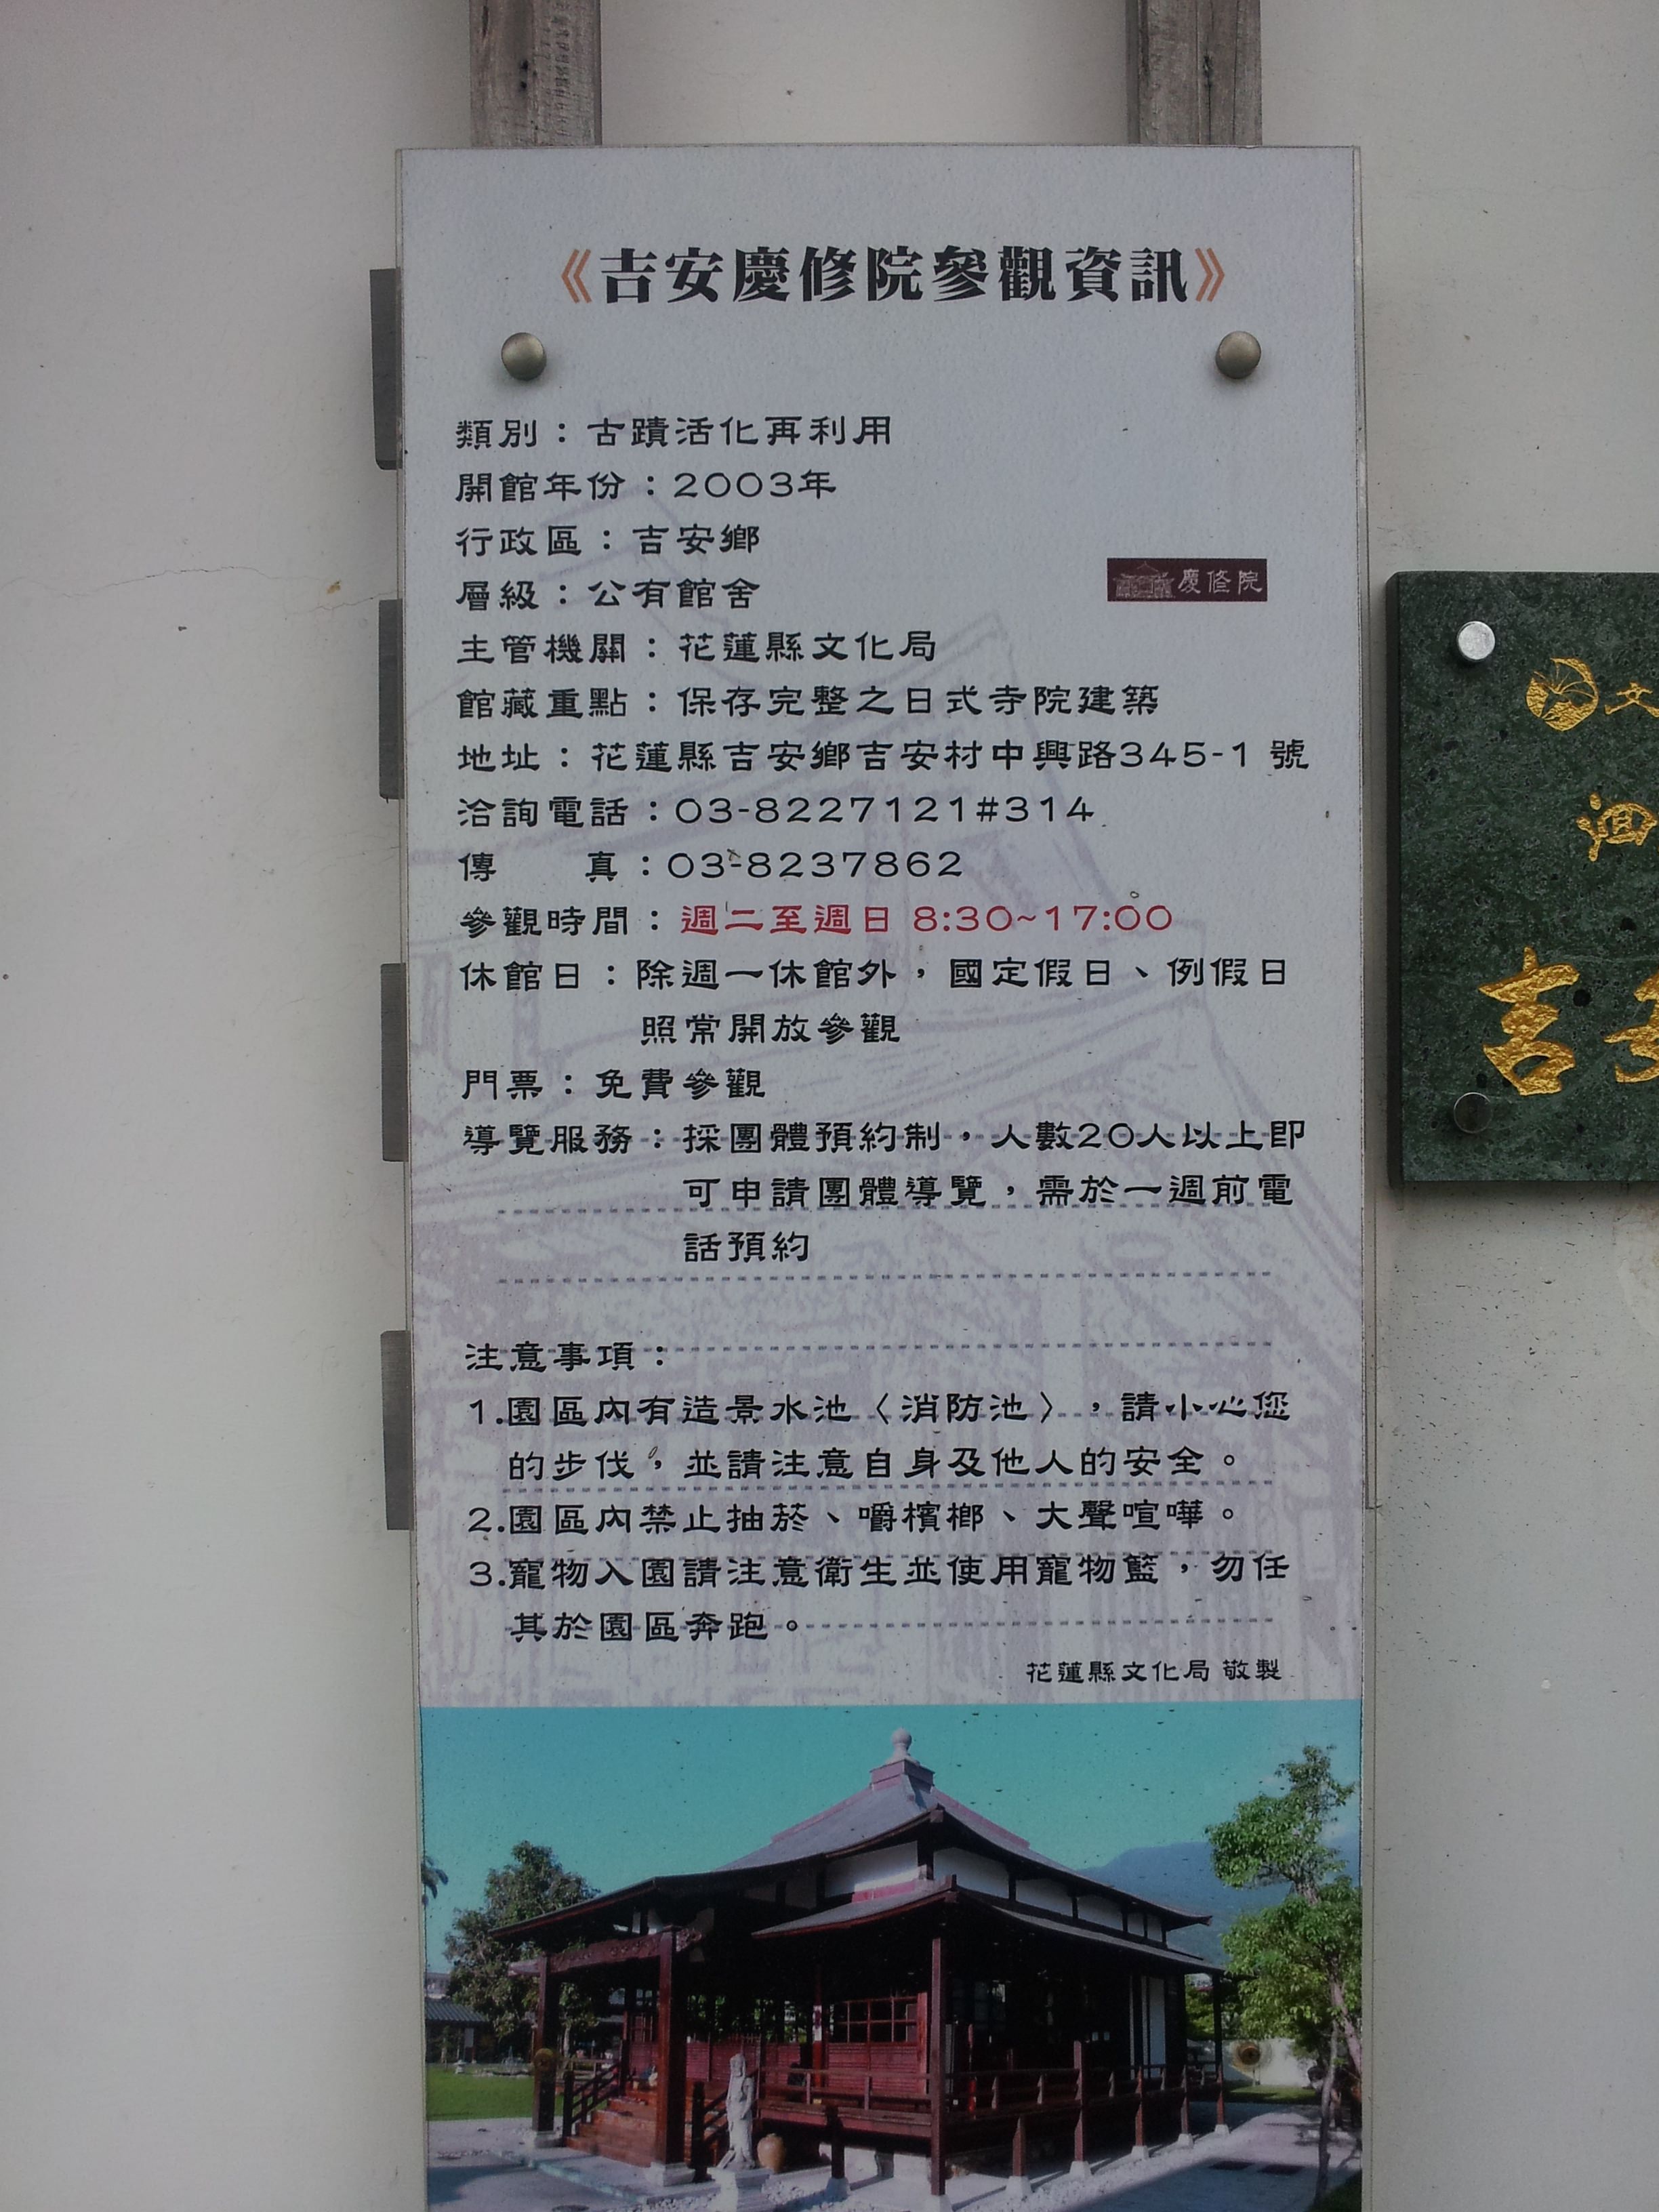 《吉安慶修院參觀資訊》
類別：古蹟活化再利用
開館年份：2003年
行政區：吉安鄉
層級：公有館舍
慶修院
主管機關：花蓮縣文化局
館藏重點：保存完整之日式寺院建築
地址：花蓮縣吉安鄉吉安村中興路345-1 號
洽詢電話：03-8227121#314
傳　　真：03-8237862
參觀時間：週二至週日 8:30~17:00
休館日：除週一休館外，國定假日、例假日
照常開放參觀
門票：免費參觀
導覽服務：採團體預約制，人數20人以上即
可申請團體導覽，需於一週前電
話預約
注意事項：
1.園區內有造景水池〈消防池〉，請小心您
的步伐，並請注意自身及他人的安全。
2.園區內禁止抽菸、嚼檳榔、大聲喧嘩。
3.寵物入園請注意衛生並使用寵物籃，勿任
其於園區奔跑。
花蓮縣文化局 敬製
文
洄
吉